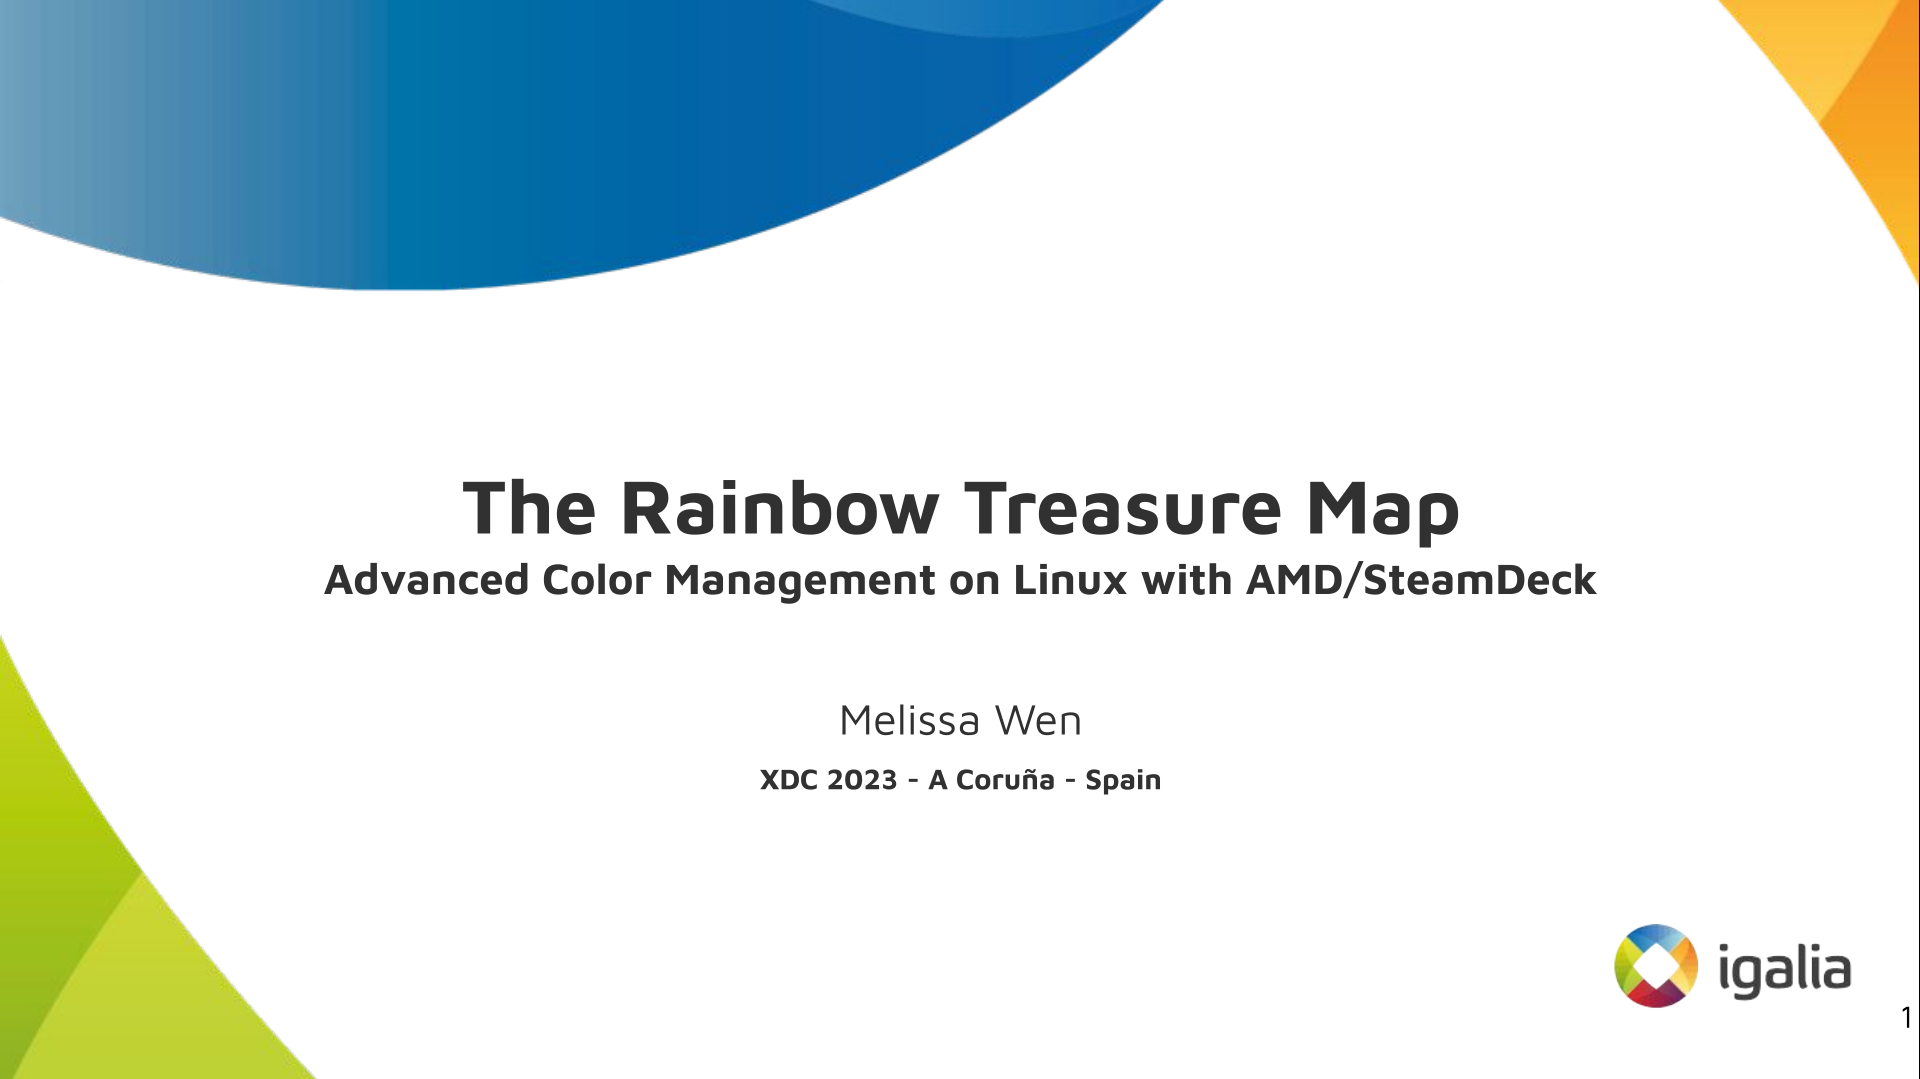 The Rainbow Treasure Map
Advanced Color Management on Linux with AMD/SteamDeck
Melissa Wen
XDC 2023 - A Coruña - Spain
igalia
1